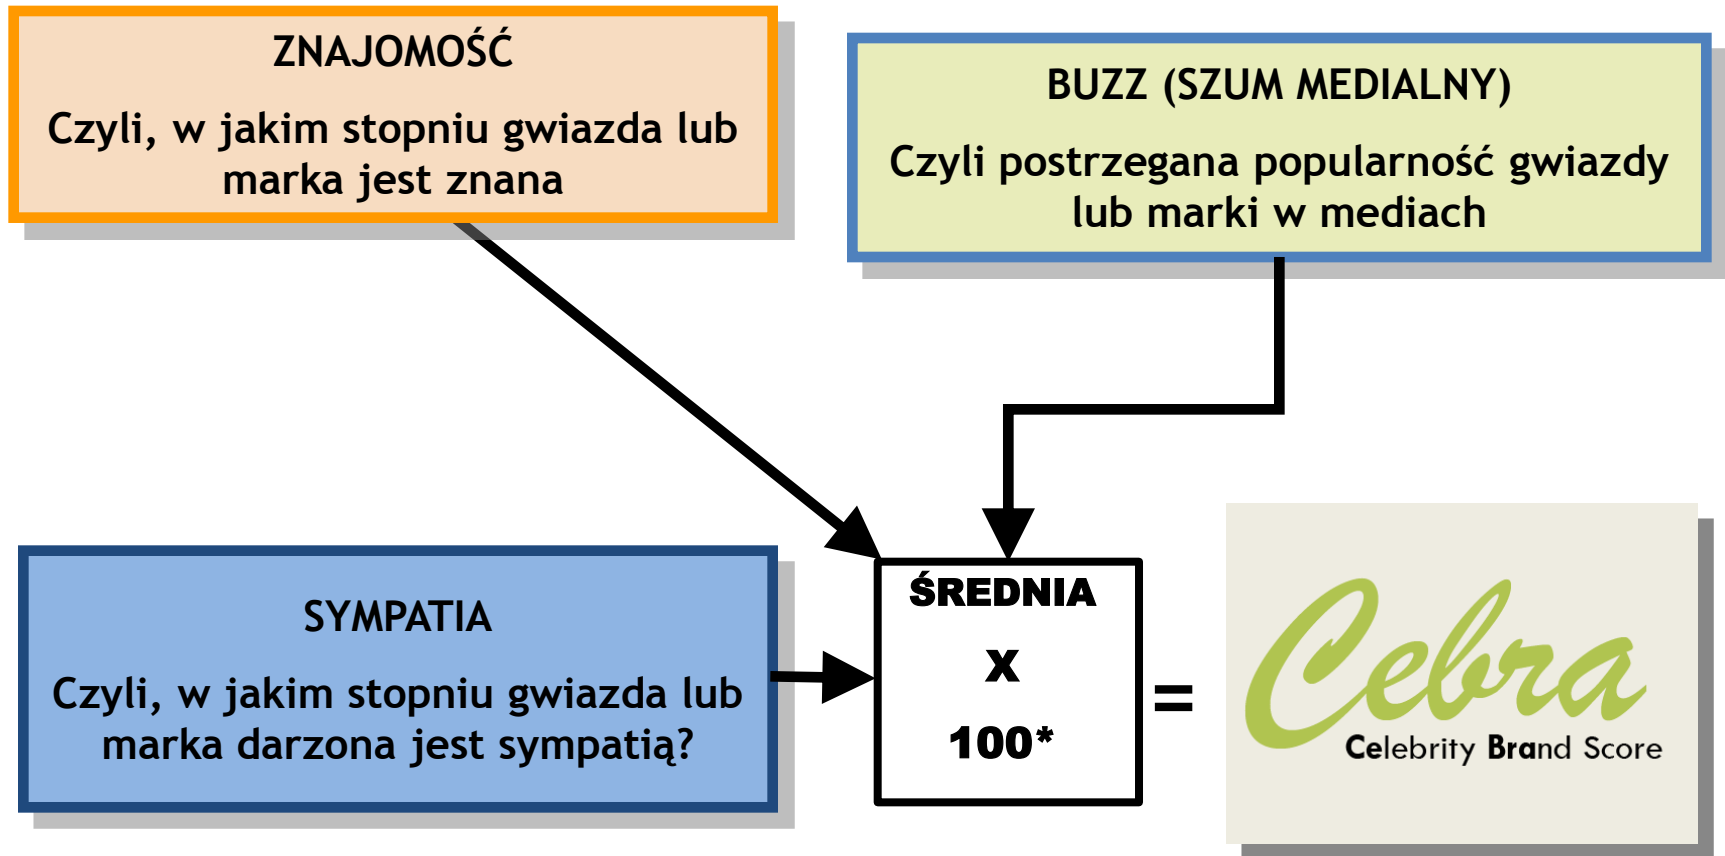 ZNAJOMOŚĆ
Czyli, w jakim stopniu gwiazda lub
marka jest znana
BUZZ (SZUM MEDIALNY)
Czyli postrzegana popularność gwiazdy
lub marki w mediach
SYMPATIA
Czyli, w jakim stopniu gwiazda lub
marka darzona jest sympatią?
ŚREDNIA
X
100*
=
Cebra
Celebrity Brand Score